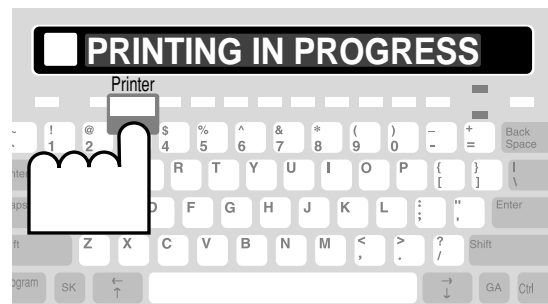 PRINTING IN PROGRESS
Printer
~ ! @ $ % ^ & * ( ) _ + Back
1 2 4 5 6 7 8 9 0 - = Space
R T Y U I O P { } |
[ ] \
D F G H J K L : " Enter
; '
Z X C V B N M < > ? Shift
, . /
SK ← → GA Ctrl
↑ ↓